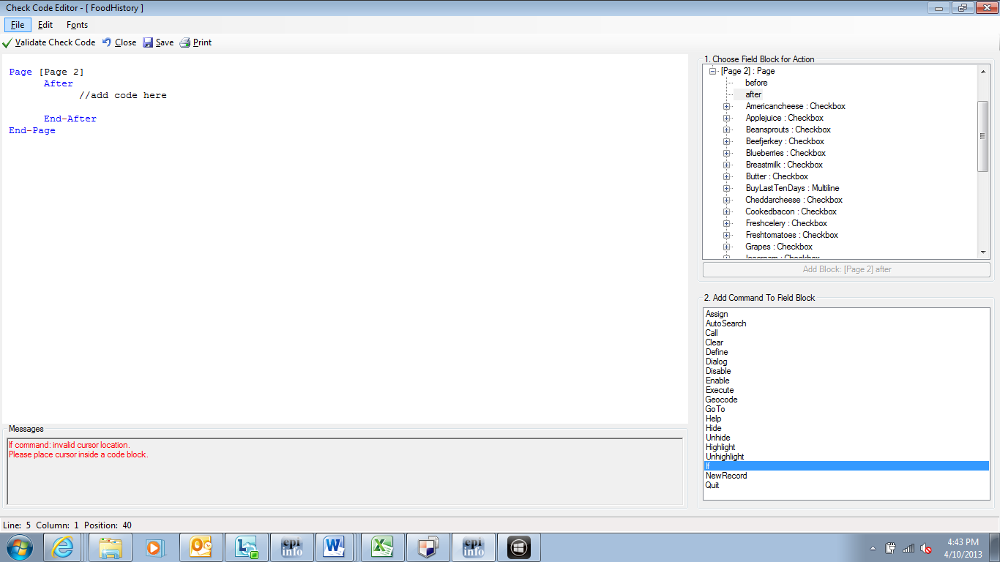 Check Code Editor - [ FoodHistory ]
File Edit Fonts
Validate Check Code Close Save Print
Page [Page 2]
After
//add code here
End-After
End-Page
1. Choose Field Block for Action
[Page 2] : Page
before
after
Americancheese : Checkbox
Applejuice : Checkbox
Beansprouts : Checkbox
Beefjerkey : Checkbox
Blueberries : Checkbox
Breastmilk : Checkbox
Butter : Checkbox
BuyLastTenDays : Multiline
Cheddarcheese : Checkbox
Cookedbacon : Checkbox
Freshcelery : Checkbox
Freshtomatoes : Checkbox
Grapes : Checkbox
Icecream : Checkbox
Add Block: [Page 2] after
2. Add Command To Field Block
Assign
AutoSearch
Call
Clear
Define
Dialog
Disable
Enable
Execute
Geocode
GoTo
Help
Hide
Unhide
Highlight
Unhighlight
If
NewRecord
Quit
Messages
If command: invalid cursor location.
Please place cursor inside a code block.
Line: 5 Column: 1 Position: 40
epi info
epi info
4:43 PM
4/10/2013